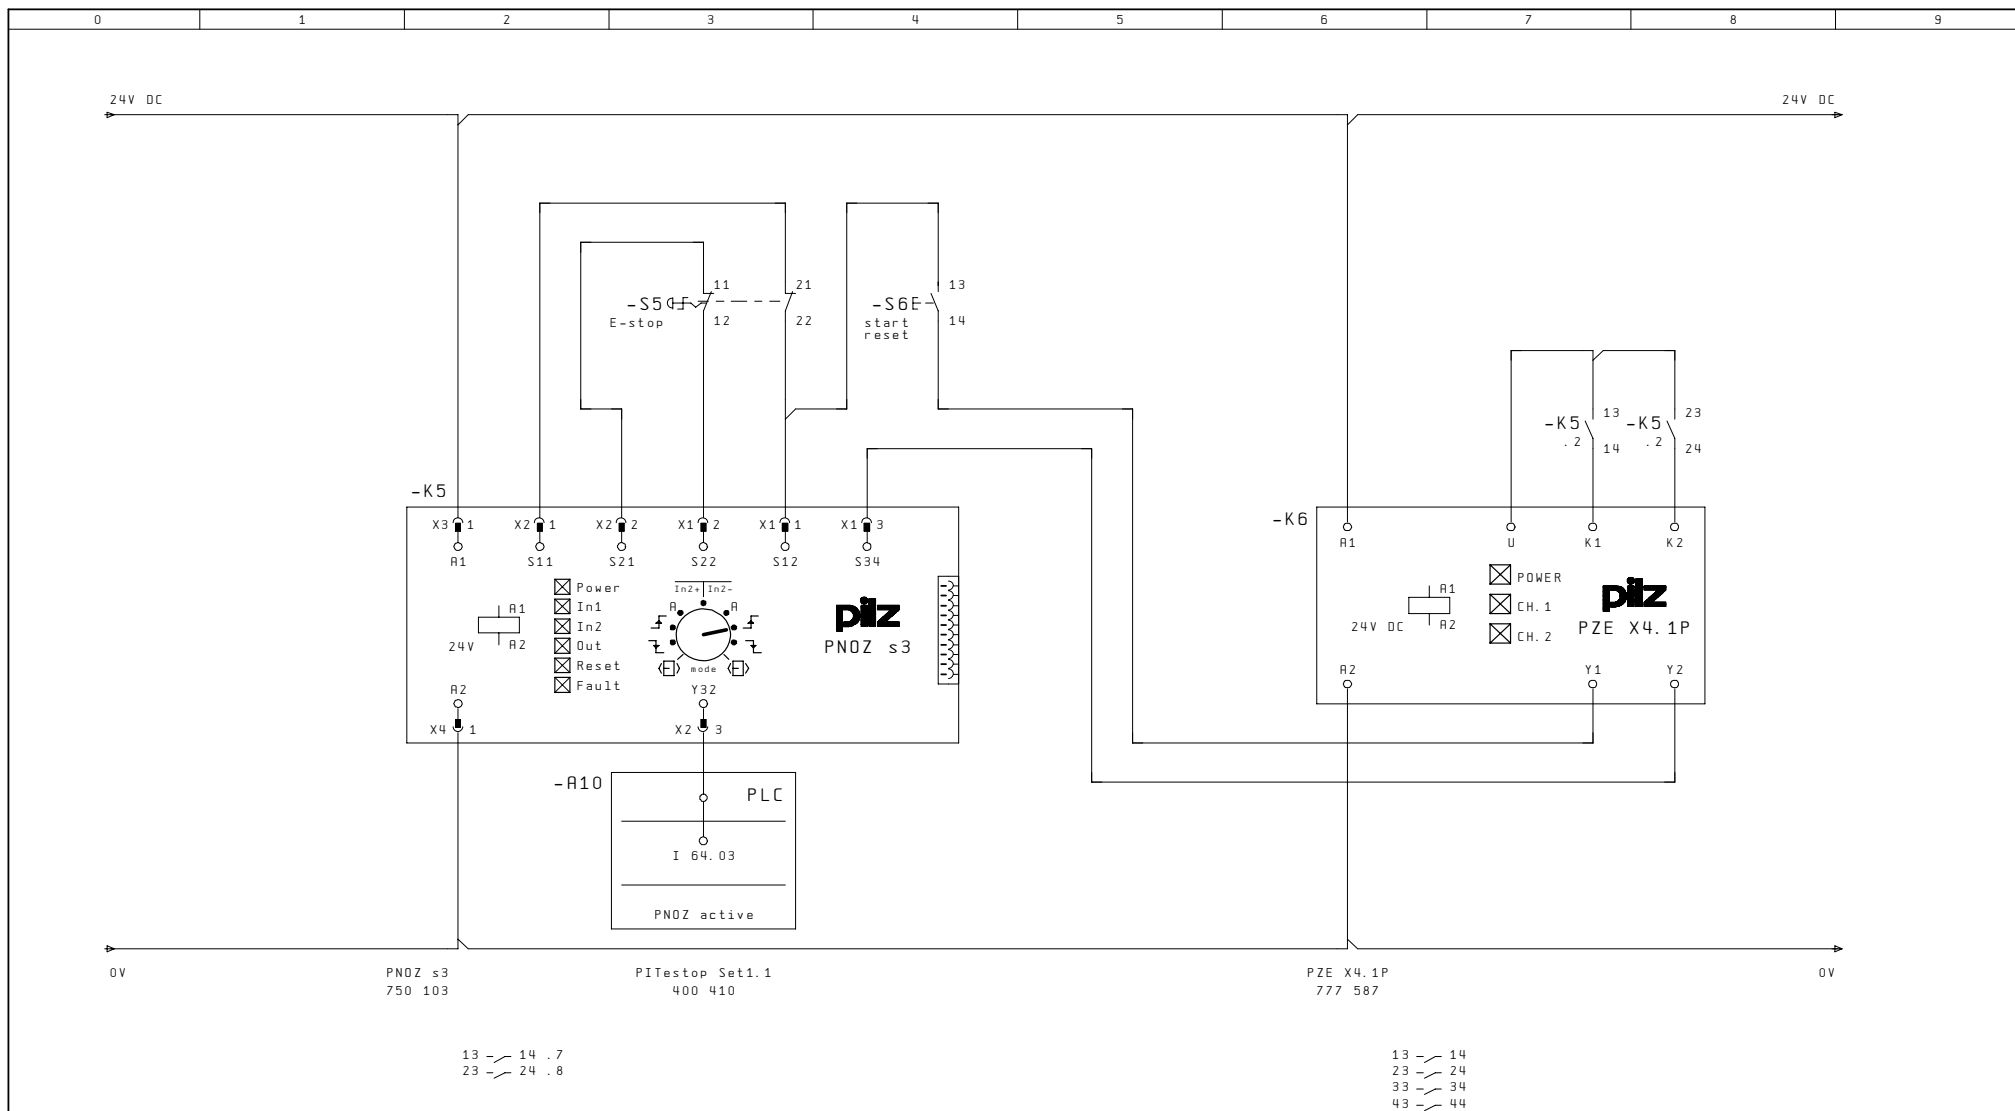 0 1 2 3 4 5 6 7 8 9
24V DC 24V DC
-S5
E-stop
11
12
21
22
-S6
start
reset
13
14
-K5
.2
13
14
-K5
.2
23
24
-K5
X3 1 X2 1 X2 2 X1 2 X1 1 X1 3
A1 S11 S21 S22 S12 S34
A1
A2
24V
Power
In1
In2
Out
Reset
Fault
In2+ In2-
A A
mode
pilz
PNOZ s3
A2 Y32
X4 1 X2 3
-K6
A1 U K1 K2
24V DC
A1
A2
POWER
CH.1
CH.2
pilz
PZE X4.1P
A2 Y1 Y2
-A10
PLC
I 64.03
PNOZ active
0V 0V
PNOZ s3
750 103
PITestop Set1.1
400 410
PZE X4.1P
777 587
13 14 .7
23 24 .8
13 14
23 24
33 34
43 44